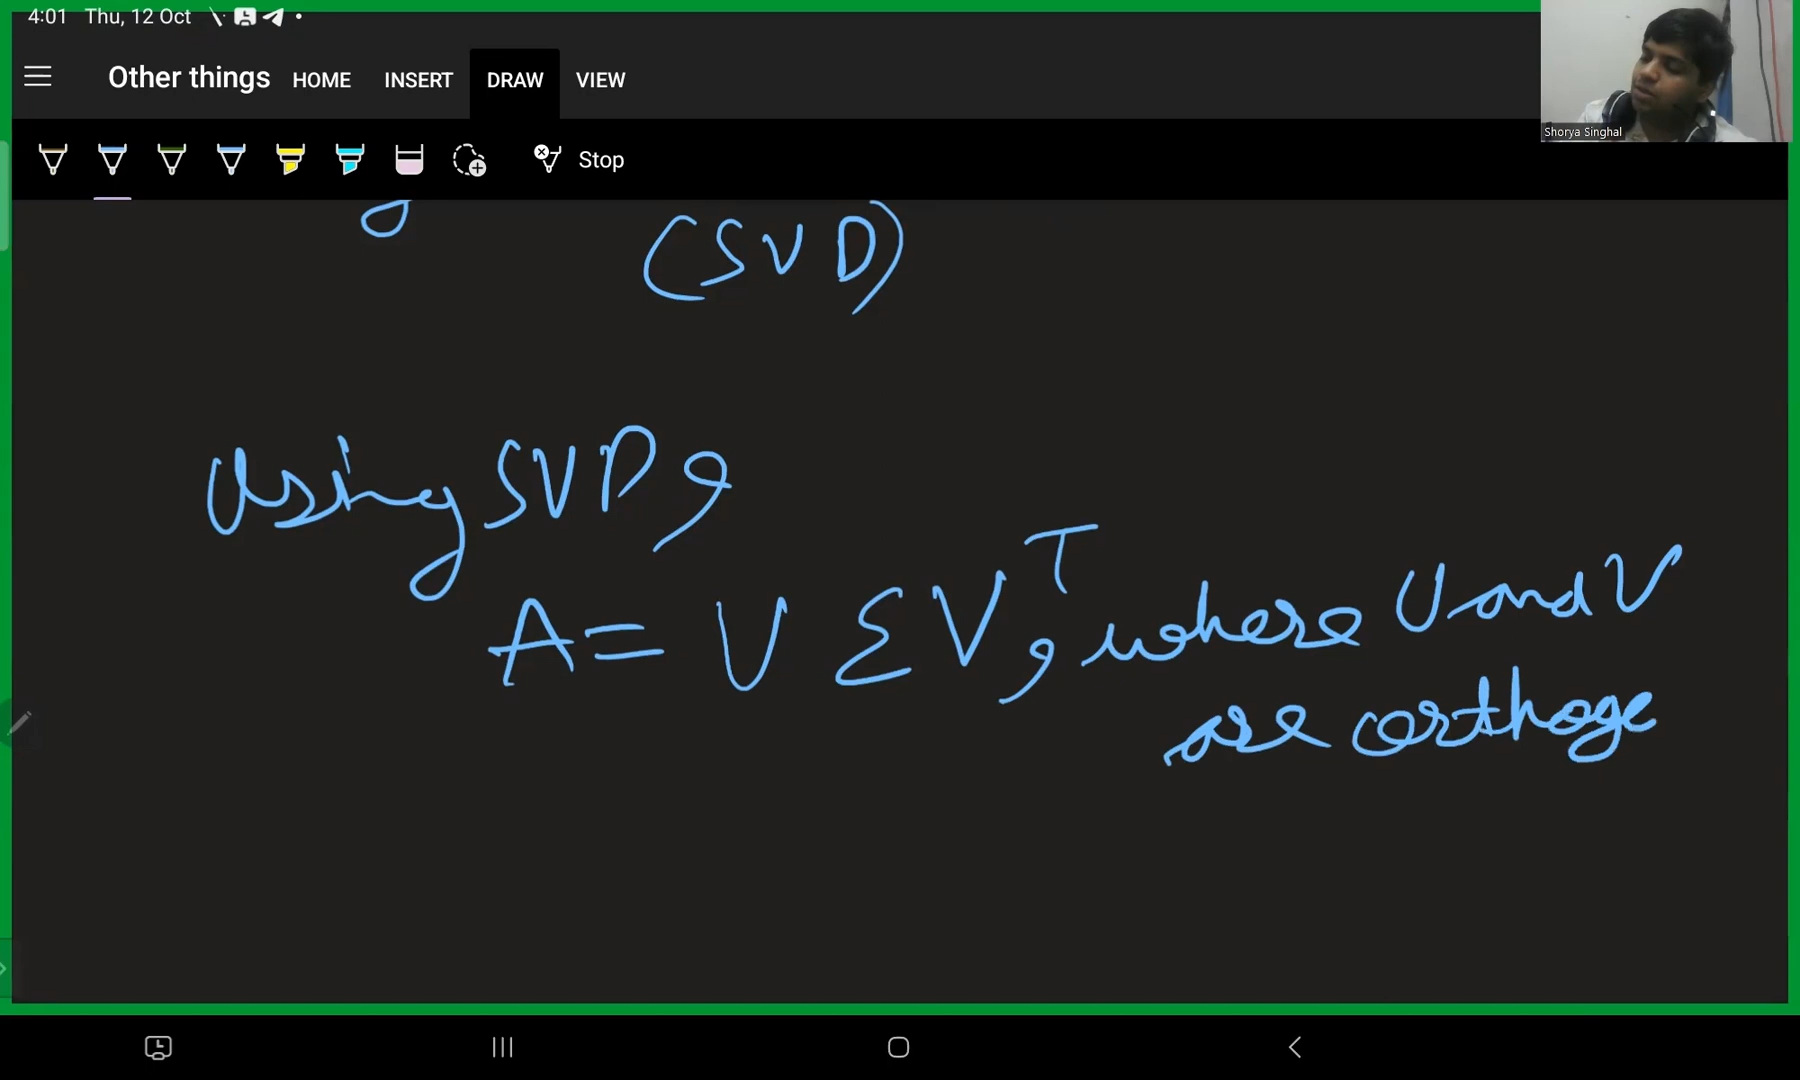 4:01 Thu, 12 Oct
Shorya Singhal
Other things HOME INSERT DRAW VIEW
Stop
(SVD)
Using SVD,
A = U Σ V^T, where U and V
are orthogo